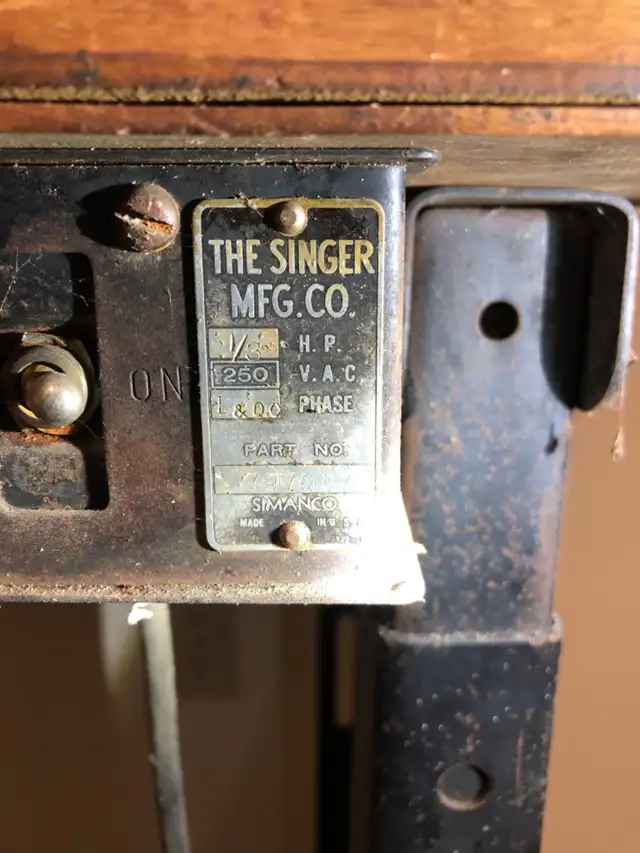 THE SINGER
MFG. CO.
1/3 H.P.
250 V.A.C.
1 & DC PHASE
ON
PART NO.
SIMANCO
MADE IN U.S.A.